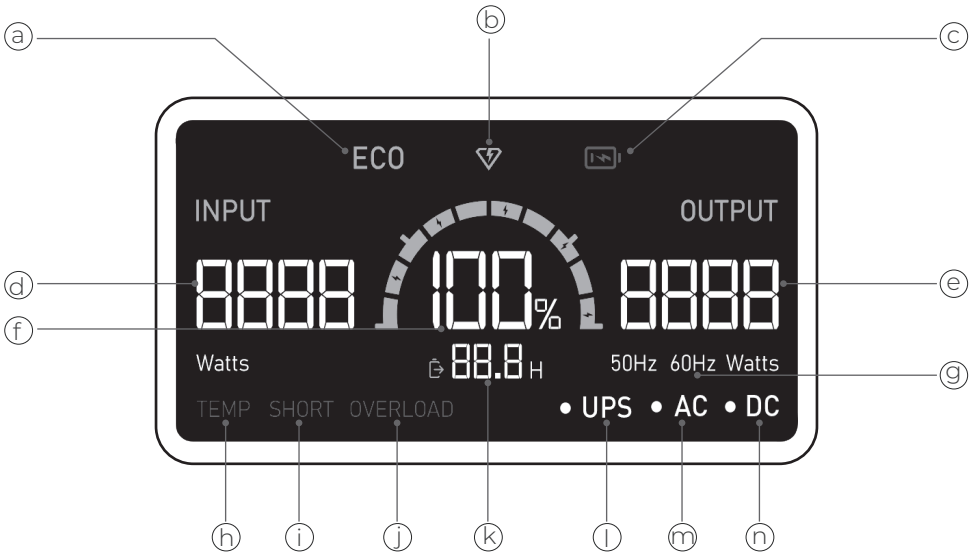 ⓐ ⓑ ⓒ
ECO
INPUT OUTPUT
ⓓ 8888 100% 8888 ⓔ
ⓕ
Watts 88.8 H 50Hz 60Hz Watts ⓖ
TEMP SHORT OVERLOAD • UPS • AC • DC
ⓗ ⓘ ⓙ ⓚ ⓛ ⓜ ⓝ